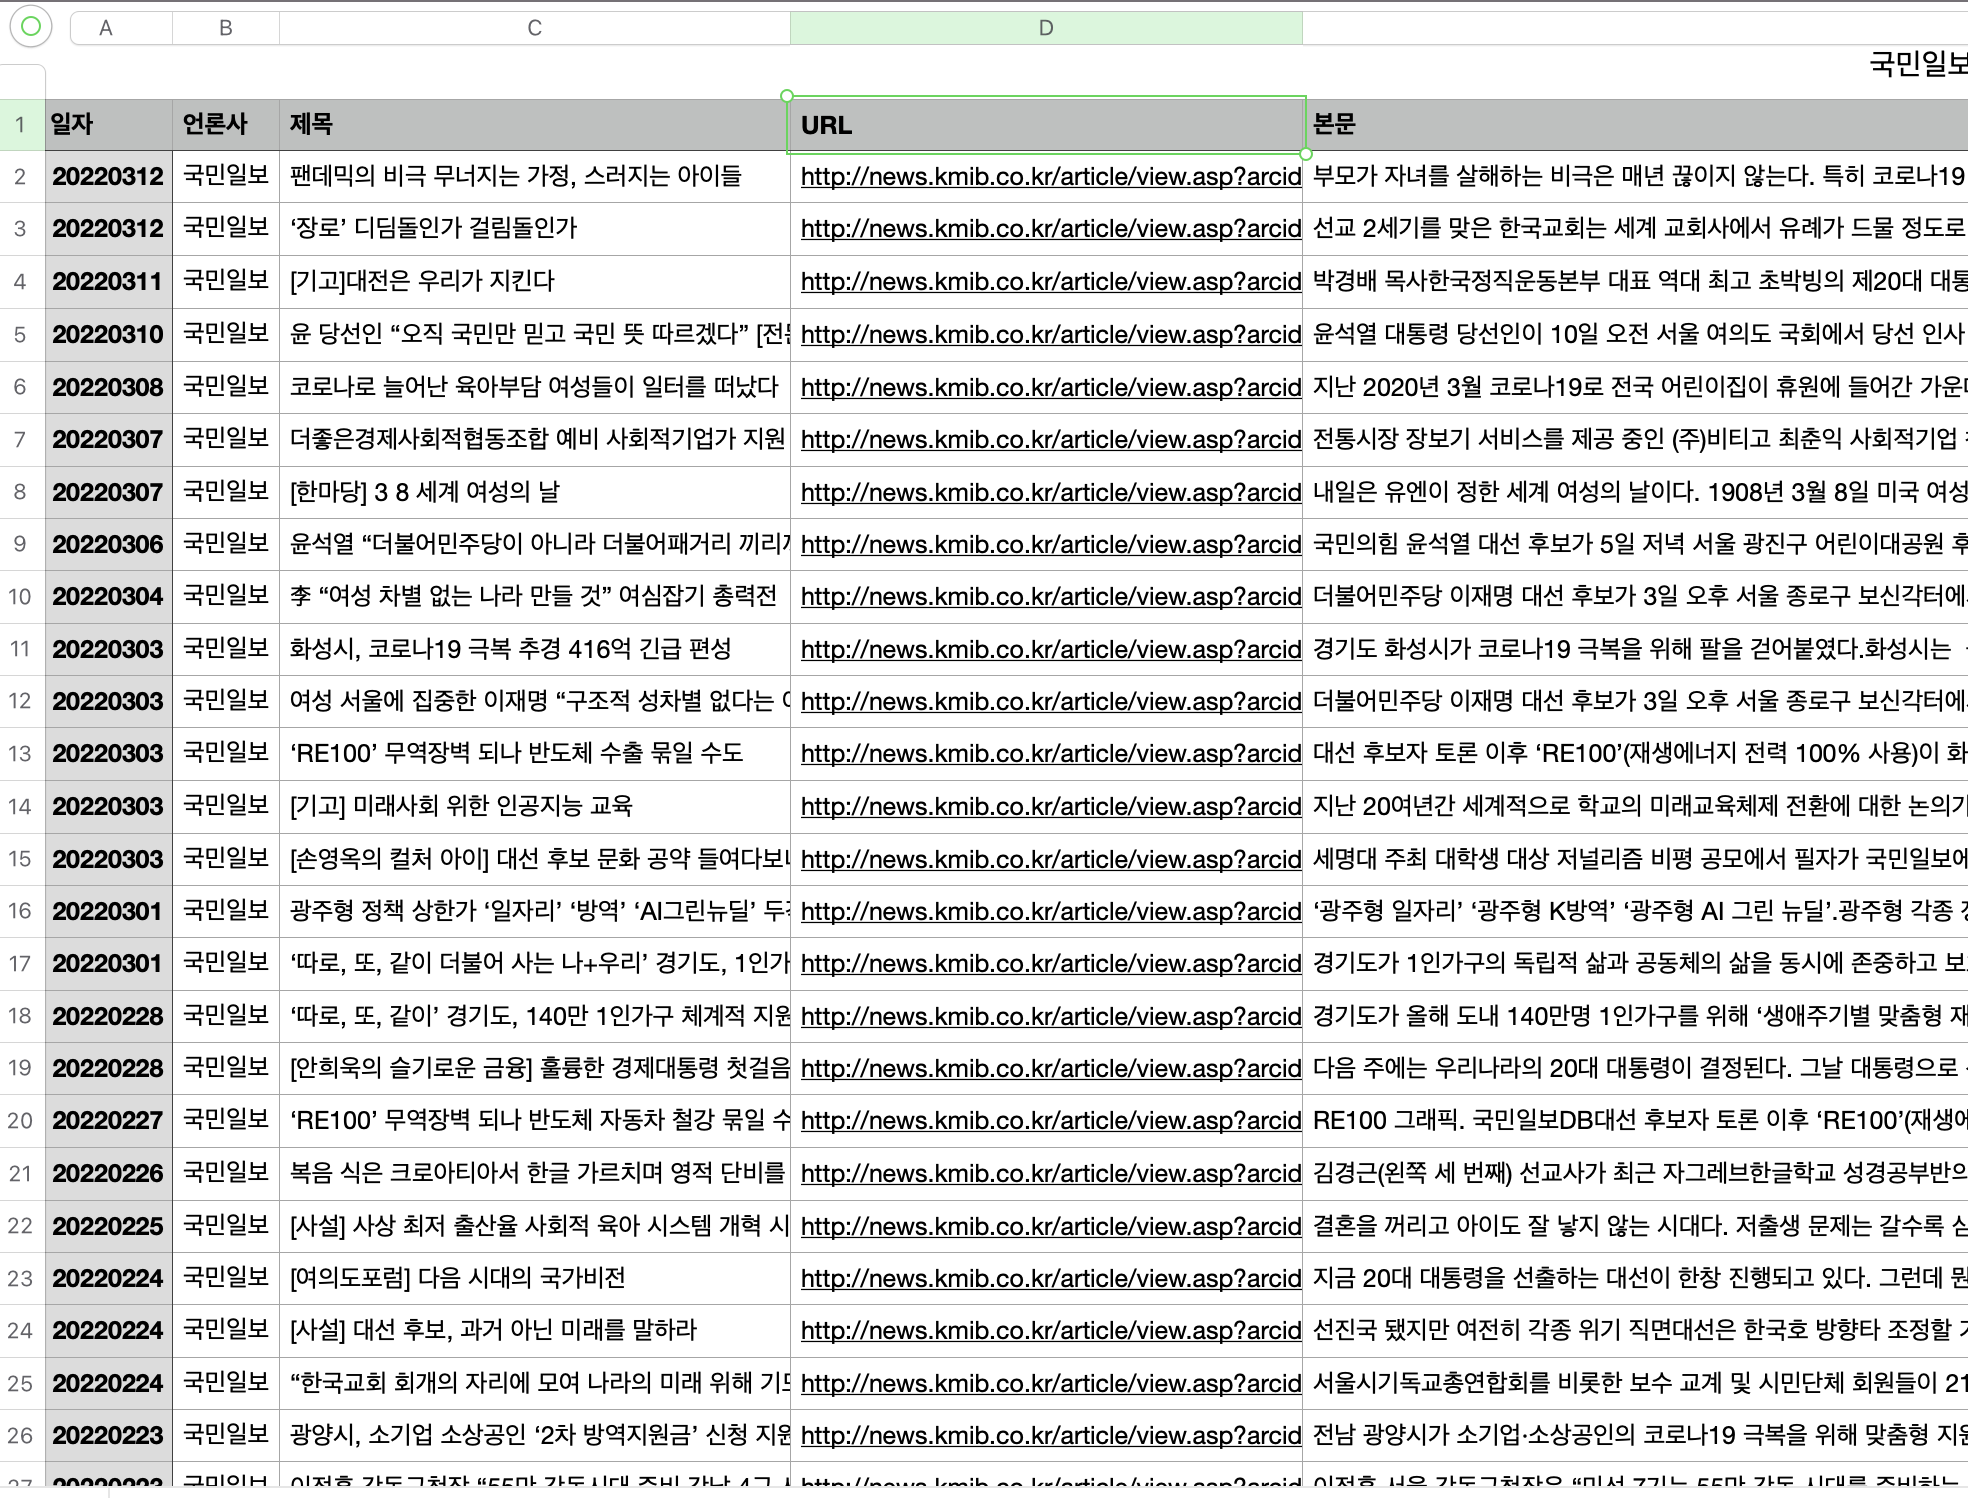 A B C D
국민일보
1 일자 언론사 제목 URL 본문
2 20220312 국민일보 팬데믹의 비극 무너지는 가정, 스러지는 아이들 http://news.kmib.co.kr/article/view.asp?arcid 부모가 자녀를 살해하는 비극은 매년 끊이지 않는다. 특히 코로나19
3 20220312 국민일보 ‘장로’ 디딤돌인가 걸림돌인가 http://news.kmib.co.kr/article/view.asp?arcid 선교 2세기를 맞은 한국교회는 세계 교회사에서 유례가 드물 정도로
4 20220311 국민일보 [기고]대전은 우리가 지킨다 http://news.kmib.co.kr/article/view.asp?arcid 박경배 목사한국정직운동본부 대표 역대 최고 초박빙의 제20대 대통
5 20220310 국민일보 윤 당선인 “오직 국민만 믿고 국민 뜻 따르겠다” http://news.kmib.co.kr/article/view.asp?arcid 윤석열 대통령 당선인이 10일 오전 서울 여의도 국회에서 당선 인사
6 20220308 국민일보 코로나로 늘어난 육아부담 여성들이 일터를 떠났다 http://news.kmib.co.kr/article/view.asp?arcid 지난 2020년 3월 코로나19로 전국 어린이집이 휴원에 들어간
7 20220307 국민일보 더좋은경제사회적협동조합 예비 사회적기업가 지원 http://news.kmib.co.kr/article/view.asp?arcid 전통시장 장보기 서비스를 제공 중인 (주)비티고 최춘익 사회적기업
8 20220307 국민일보 [한마당] 3 8 세계 여성의 날 http://news.kmib.co.kr/article/view.asp?arcid 내일은 유엔이 정한 세계 여성의 날이다. 1908년 3월 8일 미국 여성
9 20220306 국민일보 윤석열 “더불어민주당이 아니라 더불어패거리 http://news.kmib.co.kr/article/view.asp?arcid 국민의힘 윤석열 대선 후보가 5일 저녁 서울 광진구 어린이대공원 후
10 20220304 국민일보 李 “여성 차별 없는 나라 만들 것” 여심잡기 총력전 http://news.kmib.co.kr/article/view.asp?arcid 더불어민주당 이재명 대선 후보가 3일 오후 서울 종로구 보신각터에
11 20220303 국민일보 화성시, 코로나19 극복 추경 416억 긴급 편성 http://news.kmib.co.kr/article/view.asp?arcid 경기도 화성시가 코로나19 극복을 위해 팔을 걷어붙였다.화성시는
12 20220303 국민일보 여성 서울에 집중한 이재명 “구조적 성차별 없다는 http://news.kmib.co.kr/article/view.asp?arcid 더불어민주당 이재명 대선 후보가 3일 오후 서울 종로구 보신각터에
13 20220303 국민일보 ‘RE100’ 무역장벽 되나 반도체 수출 묶일 수도 http://news.kmib.co.kr/article/view.asp?arcid 대선 후보자 토론 이후 ‘RE100’(재생에너지 전력 100% 사용)이 화
14 20220303 국민일보 [기고] 미래사회 위한 인공지능 교육 http://news.kmib.co.kr/article/view.asp?arcid 지난 20여년간 세계적으로 학교의 미래교육체제 전환에 대한 논의가
15 20220303 국민일보 [손영옥의 컬처 아이] 대선 후보 문화 공약 들여다보니 http://news.kmib.co.kr/article/view.asp?arcid 세명대 주최 대학생 대상 저널리즘 비평 공모에서 필자가 국민일보에
16 20220301 국민일보 광주형 정책 상한가 ‘일자리’ ‘방역’ ‘AI그린뉴딜’ http://news.kmib.co.kr/article/view.asp?arcid ‘광주형 일자리’ ‘광주형 K방역’ ‘광주형 AI 그린 뉴딜’.광주형 각종
17 20220301 국민일보 ‘따로, 또, 같이 더불어 사는 나+우리’ 경기도, 1인가 http://news.kmib.co.kr/article/view.asp?arcid 경기도가 1인가구의 독립적 삶과 공동체의 삶을 동시에 존중하고
18 20220228 국민일보 ‘따로, 또, 같이’ 경기도, 140만 1인가구 체계적 지원 http://news.kmib.co.kr/article/view.asp?arcid 경기도가 올해 도내 140만명 1인가구를 위해 ‘생애주기별 맞춤형 재
19 20220228 국민일보 [안희욱의 슬기로운 금융] 훌륭한 경제대통령 첫걸음 http://news.kmib.co.kr/article/view.asp?arcid 다음 주에는 우리나라의 20대 대통령이 결정된다. 그날 대통령으로
20 20220227 국민일보 ‘RE100’ 무역장벽 되나 반도체 자동차 철강 묶일 수 http://news.kmib.co.kr/article/view.asp?arcid RE100 그래픽. 국민일보DB대선 후보자 토론 이후 ‘RE100’(재생에
21 20220226 국민일보 복음 식은 크로아티아서 한글 가르치며 영적 단비를 http://news.kmib.co.kr/article/view.asp?arcid 김경근(왼쪽 세 번째) 선교사가 최근 자그레브한글학교 성경공부반의
22 20220225 국민일보 [사설] 사상 최저 출산율 사회적 육아 시스템 개혁 시 http://news.kmib.co.kr/article/view.asp?arcid 결혼을 꺼리고 아이도 잘 낳지 않는 시대다. 저출생 문제는 갈수록 심
23 20220224 국민일보 [여의도포럼] 다음 시대의 국가비전 http://news.kmib.co.kr/article/view.asp?arcid 지금 20대 대통령을 선출하는 대선이 한창 진행되고 있다. 그런데 뭔
24 20220224 국민일보 [사설] 대선 후보, 과거 아닌 미래를 말하라 http://news.kmib.co.kr/article/view.asp?arcid 선진국 됐지만 여전히 각종 위기 직면대선은 한국호 방향타 조정할
25 20220224 국민일보 “한국교회 회개의 자리에 모여 나라의 미래 위해 기도 http://news.kmib.co.kr/article/view.asp?arcid 서울시기독교총연합회를 비롯한 보수 교계 및 시민단체 회원들이 21
26 20220223 국민일보 광양시, 소기업 소상공인 ‘2차 방역지원금’ 신청 지원 http://news.kmib.co.kr/article/view.asp?arcid 전남 광양시가 소기업·소상공인의 코로나19 극복을 위해 맞춤형 지원
27 20220223 국민일보 http://news.kmib.co.kr/article/view.asp?arcid